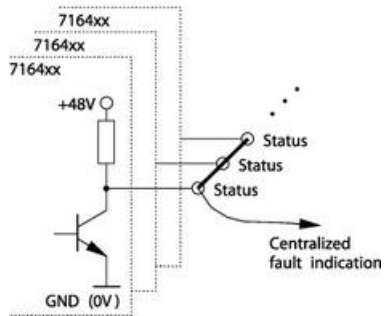 7164xx
7164xx
7164xx
+48V
Status
Status
Status
Centralized
fault indication
GND (0V)